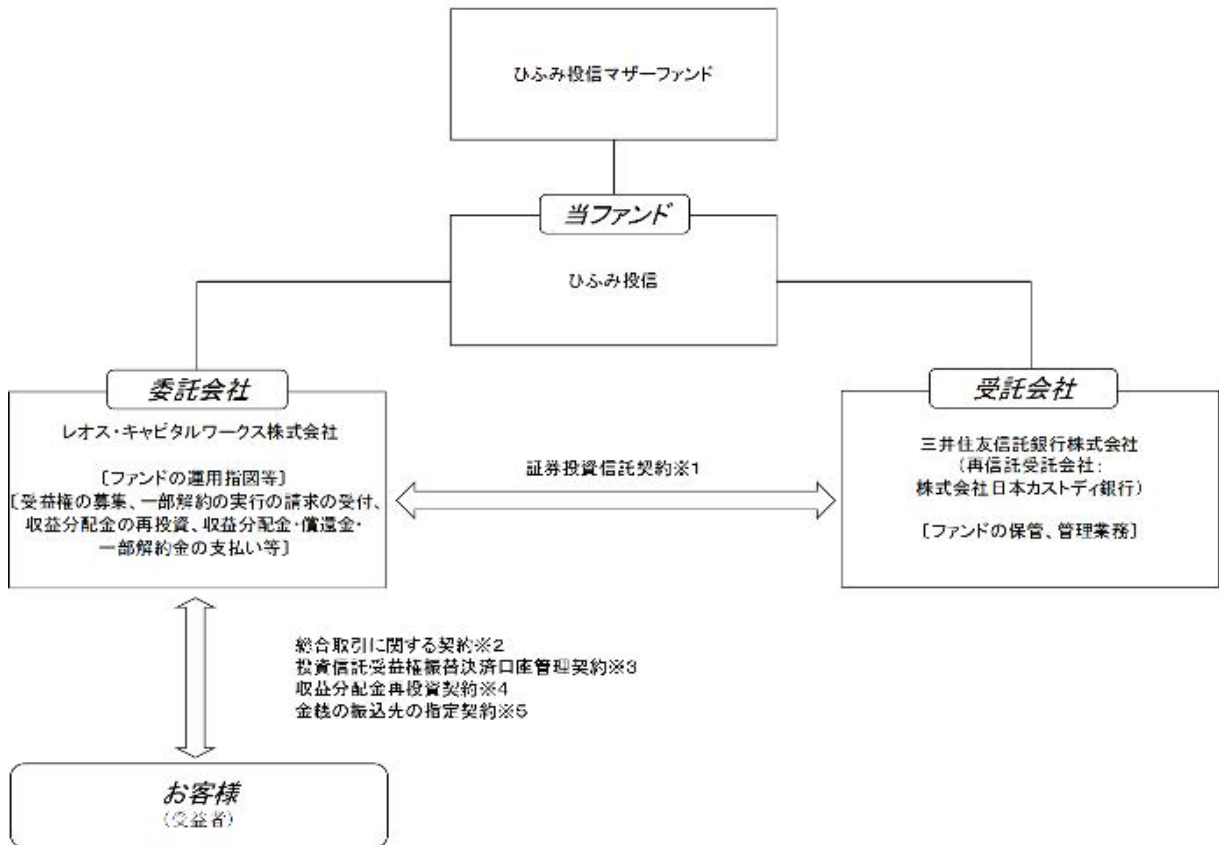 ひふみ投信マザーファンド
当ファンド
ひふみ投信
委託会社
レオス・キャピタルワークス株式会社
［ファンドの運用指図等］
［受益権の募集、一部解約の実行の請求の受付、
収益分配金の再投資、収益分配金・償還金・
一部解約金の支払い等］
証券投資信託契約※1
受託会社
三井住友信託銀行株式会社
（再信託受託会社：
株式会社日本カストディ銀行）
［ファンドの保管、管理業務］
総合取引に関する契約※2
投資信託受益権振替決済口座管理契約※3
収益分配金再投資契約※4
金銭の振込先の指定契約※5
お客様
（受益者）